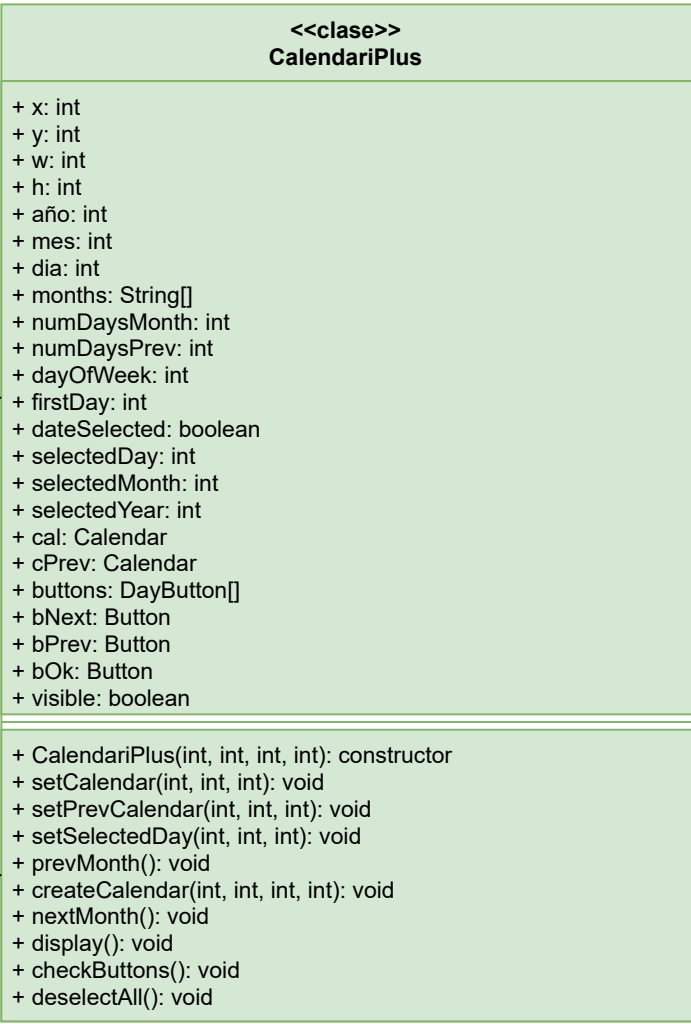 <<clase>>
CalendariPlus
+ x: int
+ y: int
+ w: int
+ h: int
+ año: int
+ mes: int
+ dia: int
+ months: String[]
+ numDaysMonth: int
+ numDaysPrev: int
+ dayOfWeek: int
+ firstDay: int
+ dateSelected: boolean
+ selectedDay: int
+ selectedMonth: int
+ selectedYear: int
+ cal: Calendar
+ cPrev: Calendar
+ buttons: DayButton[]
+ bNext: Button
+ bPrev: Button
+ bOk: Button
+ visible: boolean
+ CalendariPlus(int, int, int, int): constructor
+ setCalendar(int, int, int): void
+ setPrevCalendar(int, int, int): void
+ setSelectedDay(int, int, int): void
+ prevMonth(): void
+ createCalendar(int, int, int, int): void
+ nextMonth(): void
+ display(): void
+ checkButtons(): void
+ deselectAll(): void